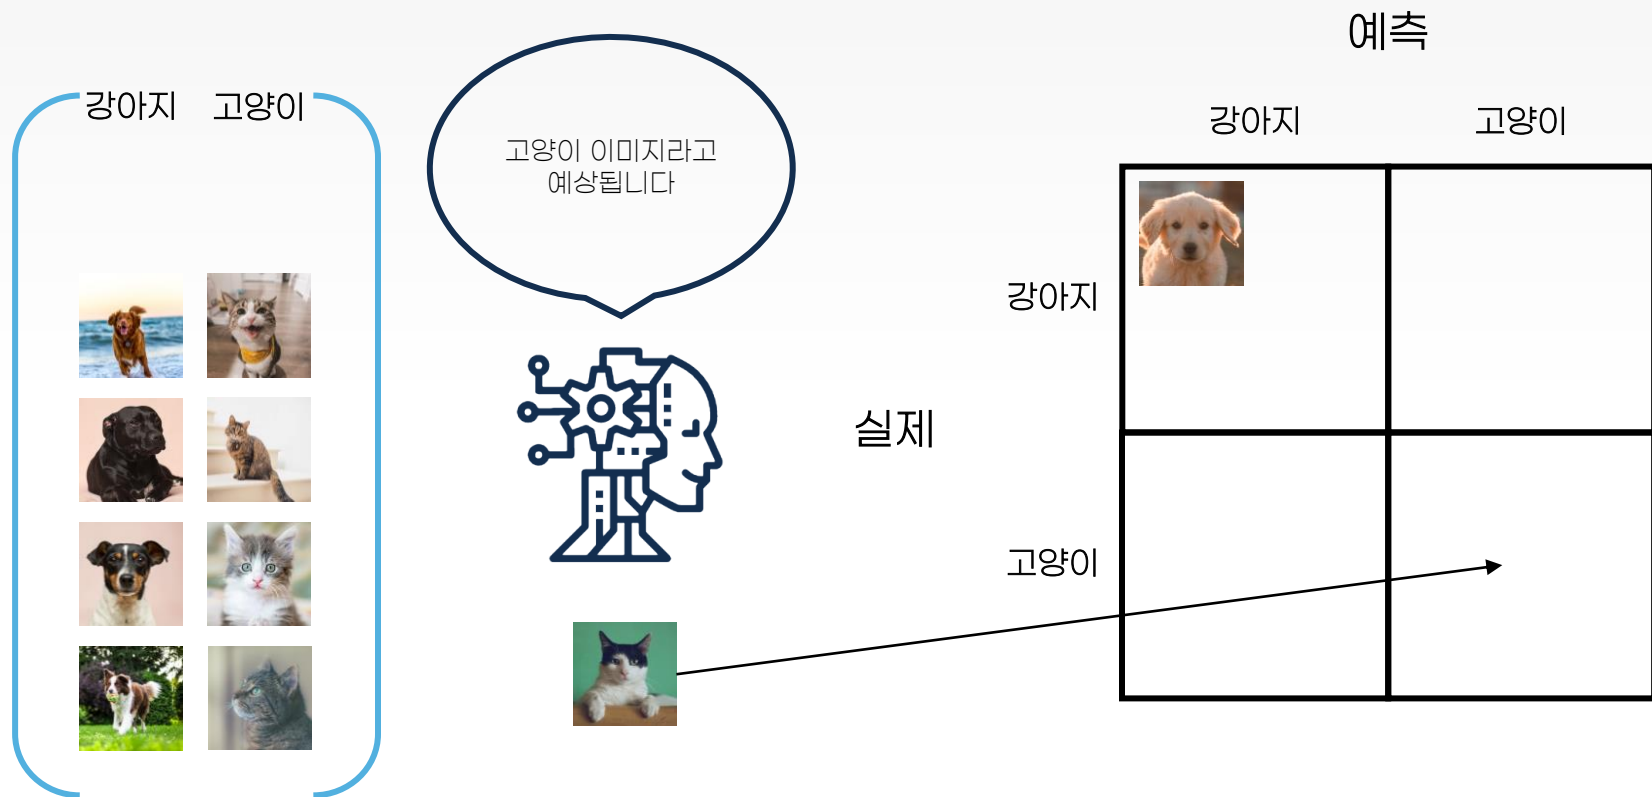 강아지 고양이
고양이 이미지라고
예상됩니다
예측
강아지 고양이
강아지
실제
고양이